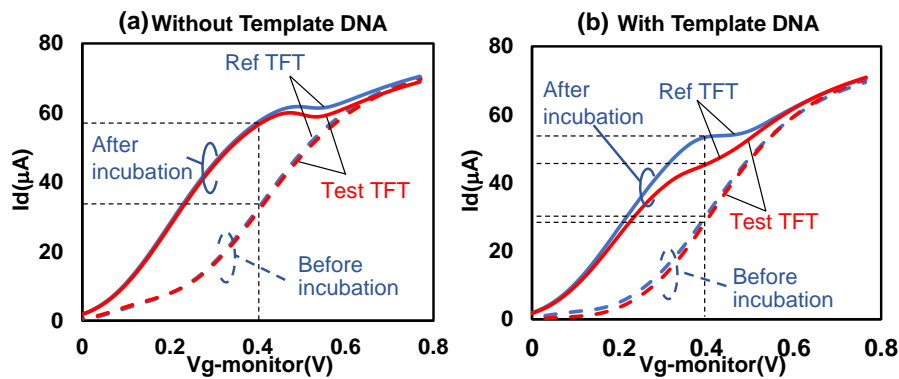 (a) Without Template DNA
80
60
40
20
0
Id(μA)
Ref TFT
After
incubation
Test TFT
Before
incubation
0 0.2 0.4 0.6 0.8
Vg-monitor(V)
(b) With Template DNA
80
60
40
20
0
Id(μA)
After
incubation
Ref TFT
Test TFT
Before
incubation
0 0.2 0.4 0.6 0.8
Vg-monitor(V)